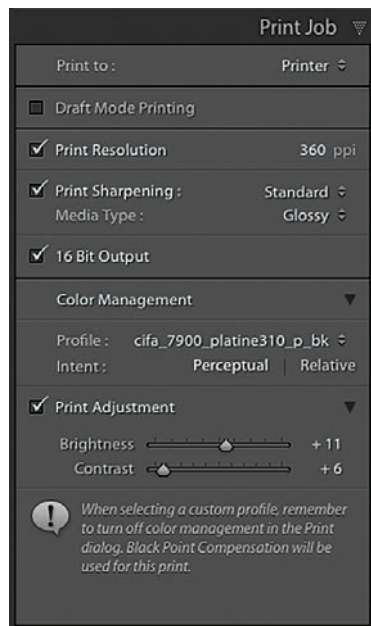 Print Job
Print to : Printer
Draft Mode Printing
Print Resolution 360 ppi
Print Sharpening : Standard
Media Type : Glossy
16 Bit Output
Color Management
Profile : cifa_7900_platine310_p_bk
Intent : Perceptual | Relative
Print Adjustment
Brightness + 11
Contrast + 6
When selecting a custom profile, remember
to turn off color management in the Print
dialog. Black Point Compensation will be
used for this print.